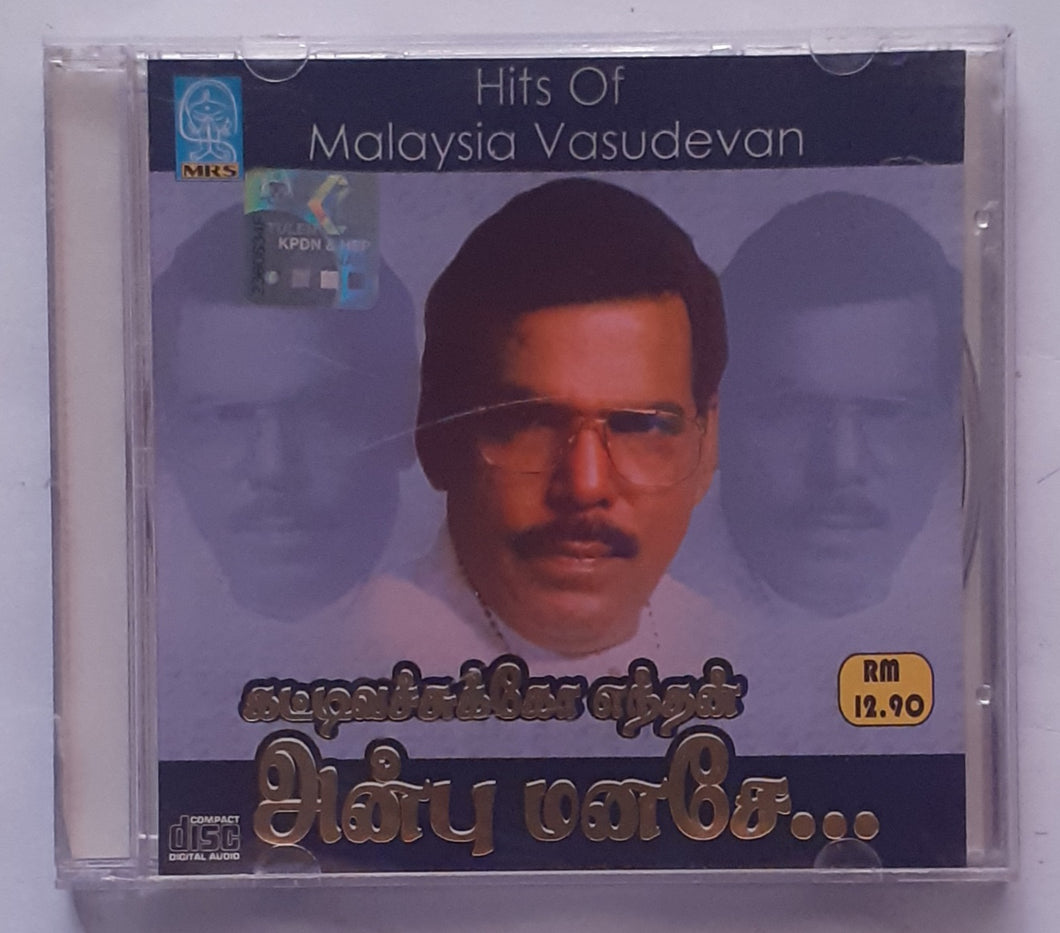 Hits Of
Malaysia Vasudevan
MRS
KPDN & HEP
கட்டிவச்சுக்கோ எந்தன்
அன்பு மனசே...
RM
12.90
COMPACT
disc
DIGITAL AUDIO